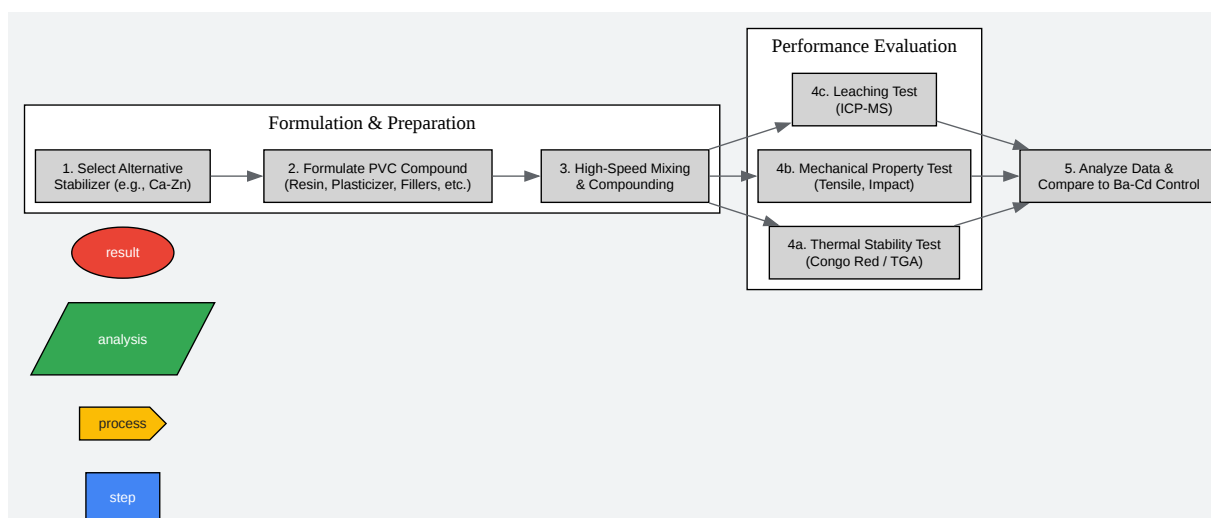 Formulation & Preparation
1. Select Alternative
Stabilizer (e.g., Ca-Zn)
2. Formulate PVC Compound
(Resin, Plasticizer, Fillers, etc.)
3. High-Speed Mixing
& Compounding
Performance Evaluation
4c. Leaching Test
(ICP-MS)
4b. Mechanical Property Test
(Tensile, Impact)
4a. Thermal Stability Test
(Congo Red / TGA)
5. Analyze Data &
Compare to Ba-Cd Control
result
analysis
process
step